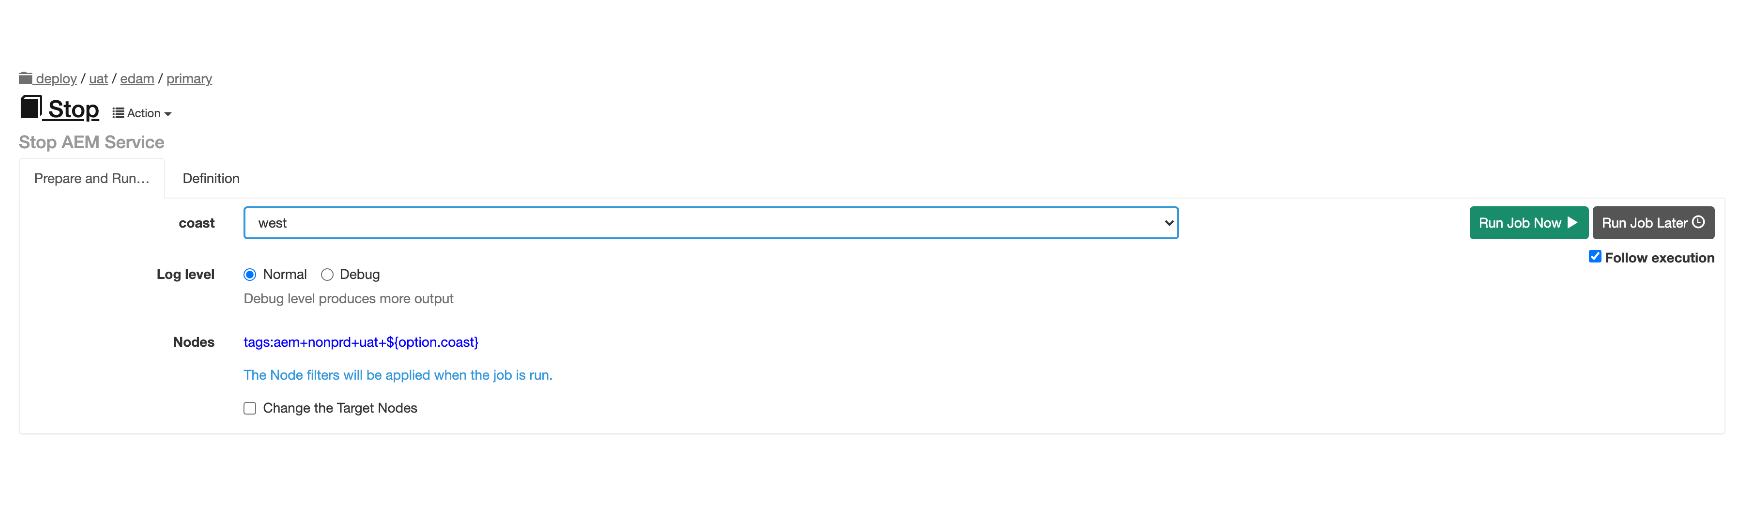 deploy / uat / edam / primary
Stop Action
Stop AEM Service
Prepare and Run… Definition
coast west Run Job Now Run Job Later
Follow execution
Log level Normal Debug
Debug level produces more output
Nodes tags:aem+nonprd+uat+${option.coast}
The Node filters will be applied when the job is run.
Change the Target Nodes